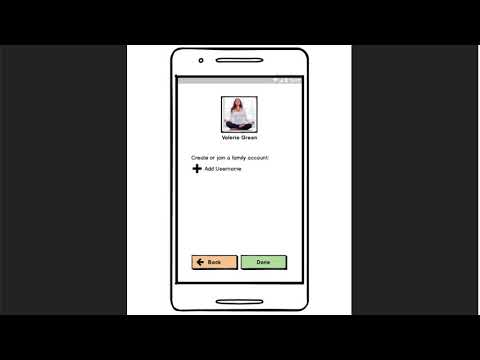 Valerie Green
Create or join a family account:
Add Username
Back
Done